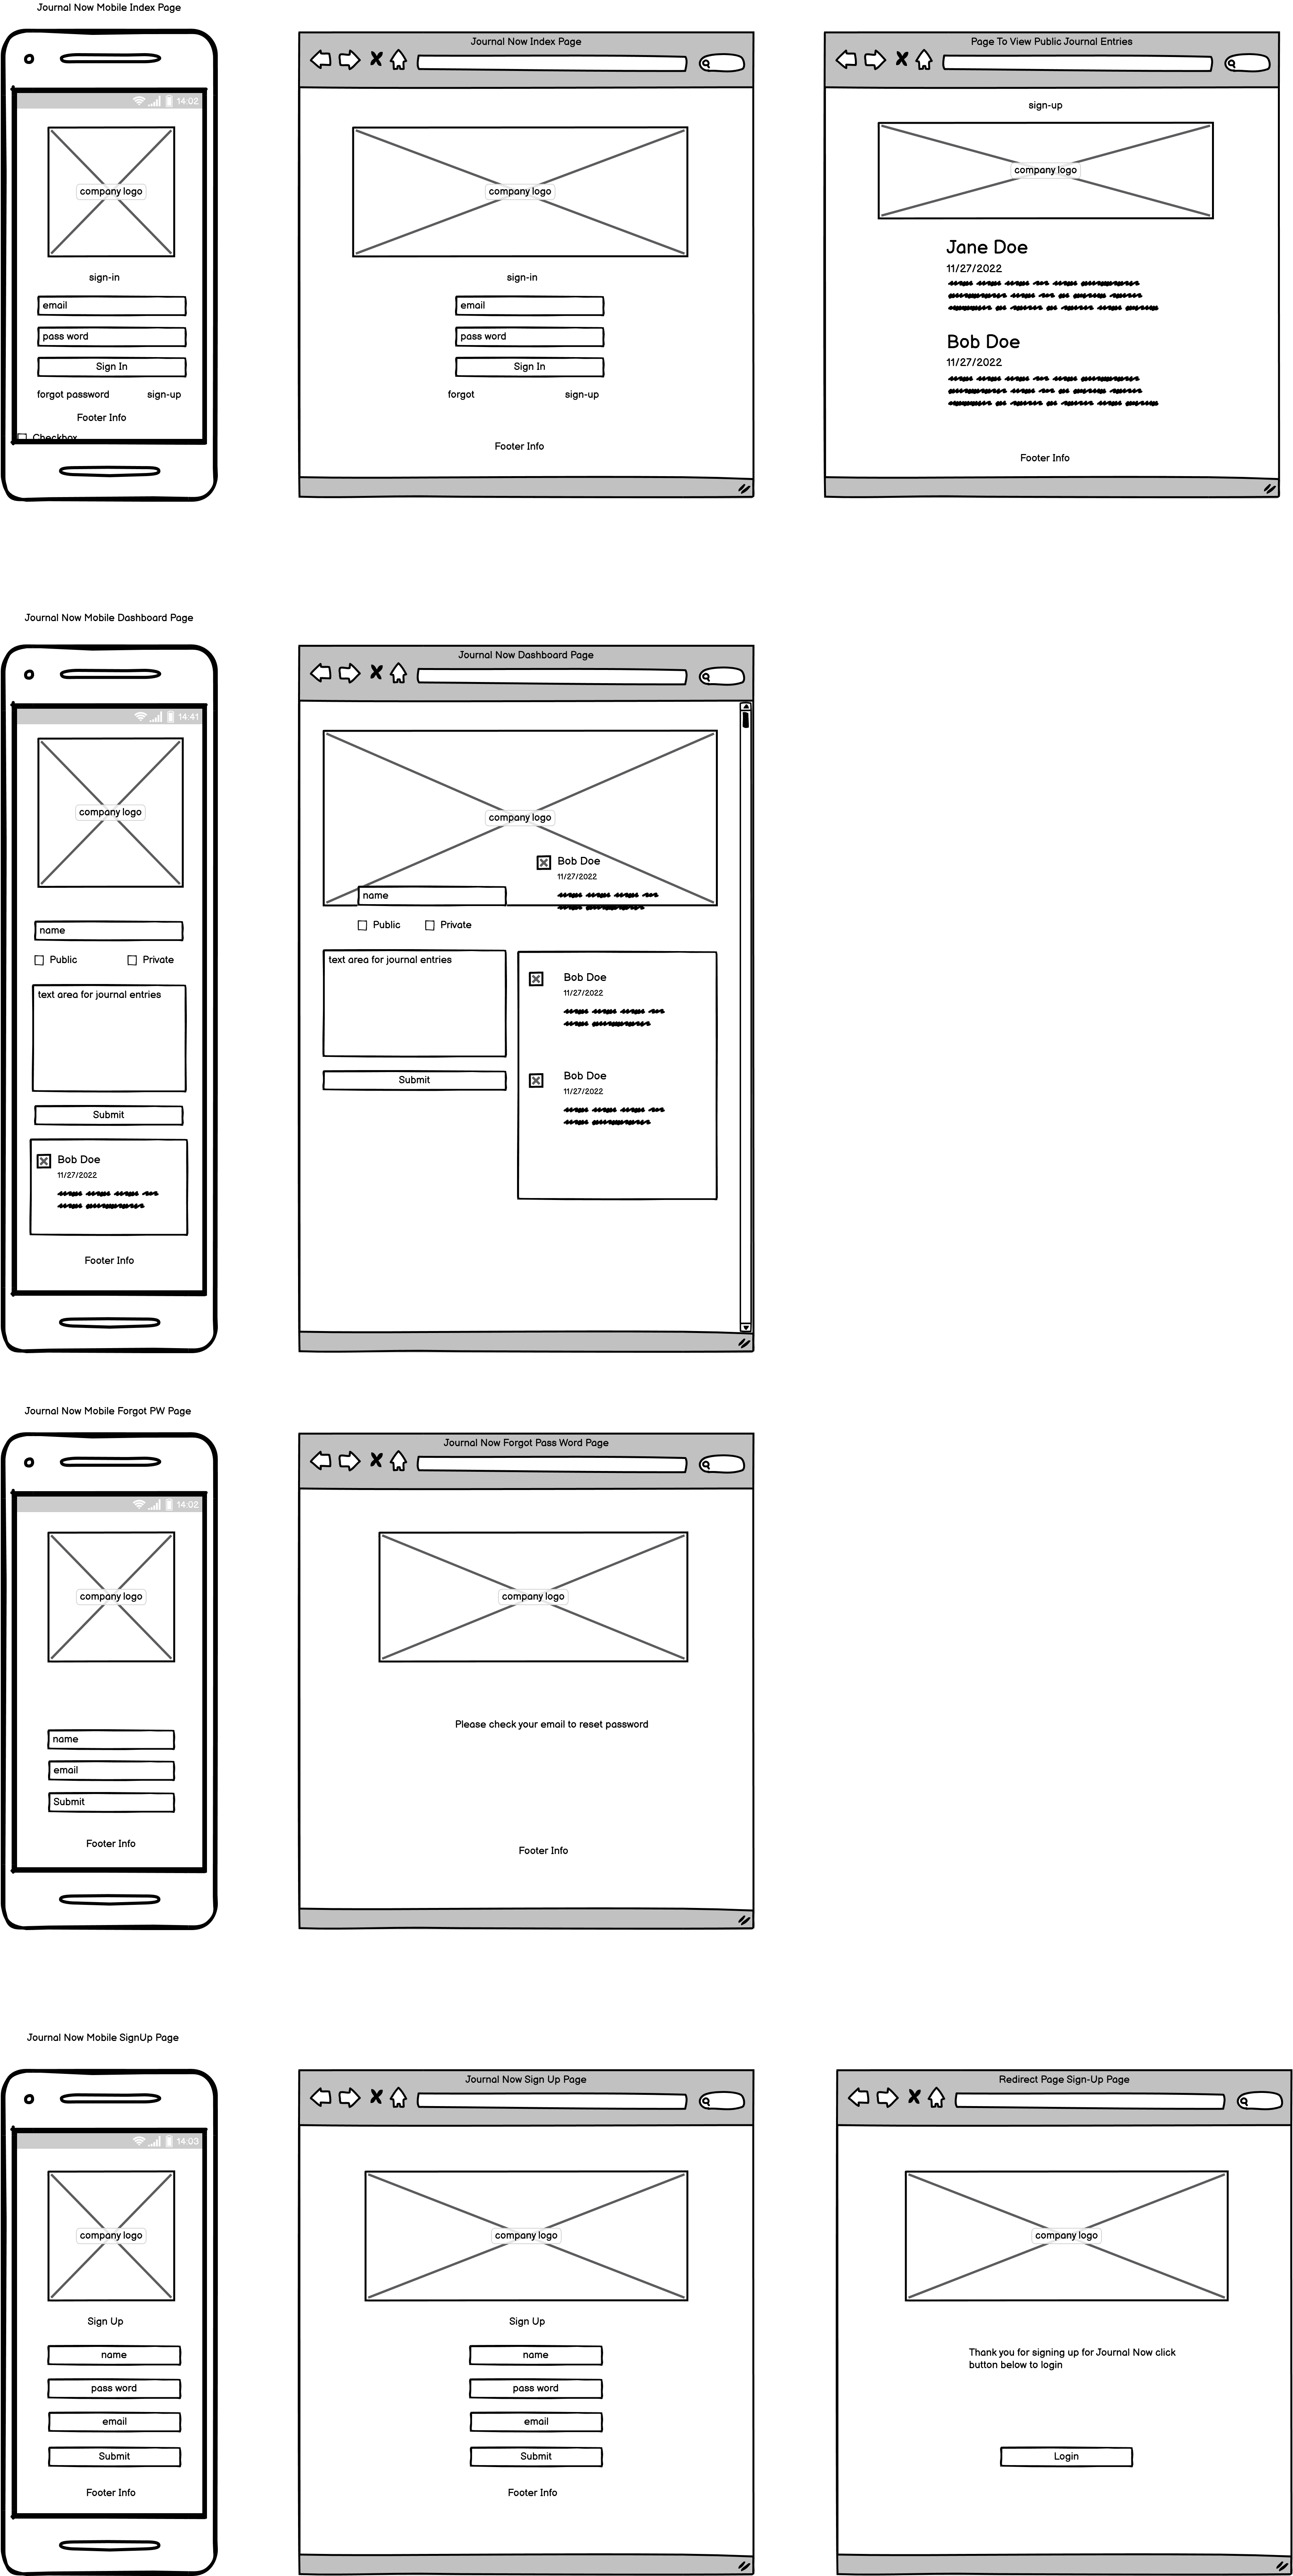 Journal Now Mobile Index Page
14:02
company logo
sign-in
email
pass word
Sign In
forgot password
sign-up
Footer Info
Checkbox
Journal Now Index Page
company logo
sign-in
email
pass word
Sign In
forgot
sign-up
Footer Info
Page To View Public Journal Entries
sign-up
company logo
Jane Doe
11/27/2022
Bob Doe
11/27/2022
Footer Info
Journal Now Mobile Dashboard Page
14:41
company logo
name
Public
Private
text area for journal entries
Submit
Bob Doe
11/27/2022
Footer Info
Journal Now Dashboard Page
company logo
Bob Doe
11/27/2022
name
Public
Private
text area for journal entries
Submit
Bob Doe
11/27/2022
Bob Doe
11/27/2022
Journal Now Mobile Forgot PW Page
14:02
company logo
name
email
Submit
Footer Info
Journal Now Forgot Pass Word Page
company logo
Please check your email to reset password
Footer Info
Journal Now Mobile SignUp Page
14:03
company logo
Sign Up
name
pass word
email
Submit
Footer Info
Journal Now Sign Up Page
company logo
Sign Up
name
pass word
email
Submit
Footer Info
Redirect Page Sign-Up Page
company logo
Thank you for signing up for Journal Now click
button below to login
Login